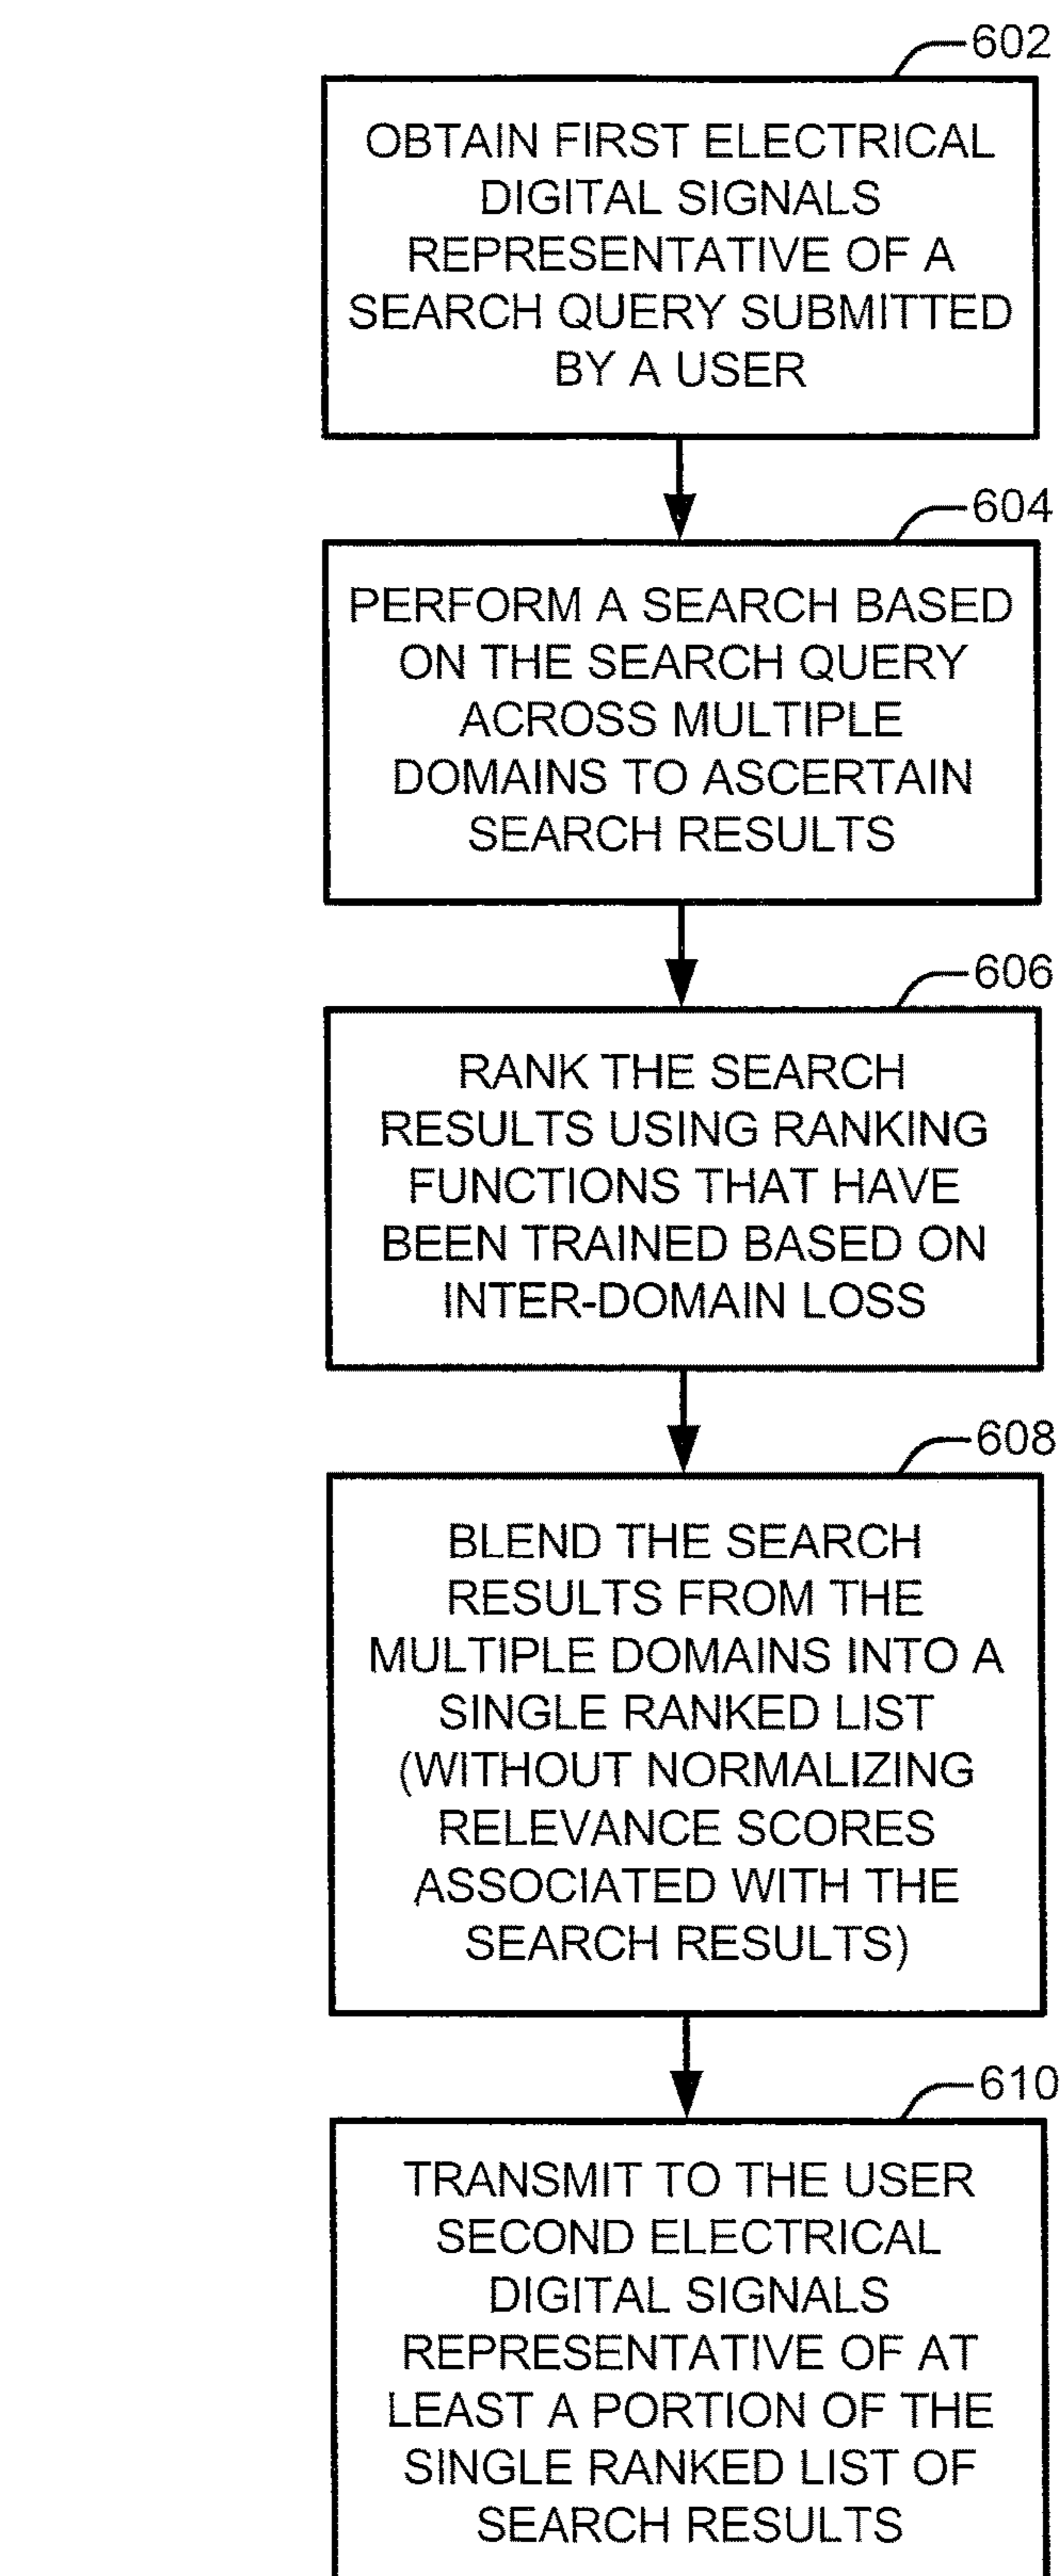 602
OBTAIN FIRST ELECTRICAL
DIGITAL SIGNALS
REPRESENTATIVE OF A
SEARCH QUERY SUBMITTED
BY A USER
604
PERFORM A SEARCH BASED
ON THE SEARCH QUERY
ACROSS MULTIPLE
DOMAINS TO ASCERTAIN
SEARCH RESULTS
606
RANK THE SEARCH
RESULTS USING RANKING
FUNCTIONS THAT HAVE
BEEN TRAINED BASED ON
INTER-DOMAIN LOSS
608
BLEND THE SEARCH
RESULTS FROM THE
MULTIPLE DOMAINS INTO A
SINGLE RANKED LIST
(WITHOUT NORMALIZING
RELEVANCE SCORES
ASSOCIATED WITH THE
SEARCH RESULTS)
610
TRANSMIT TO THE USER
SECOND ELECTRICAL
DIGITAL SIGNALS
REPRESENTATIVE OF AT
LEAST A PORTION OF THE
SINGLE RANKED LIST OF
SEARCH RESULTS